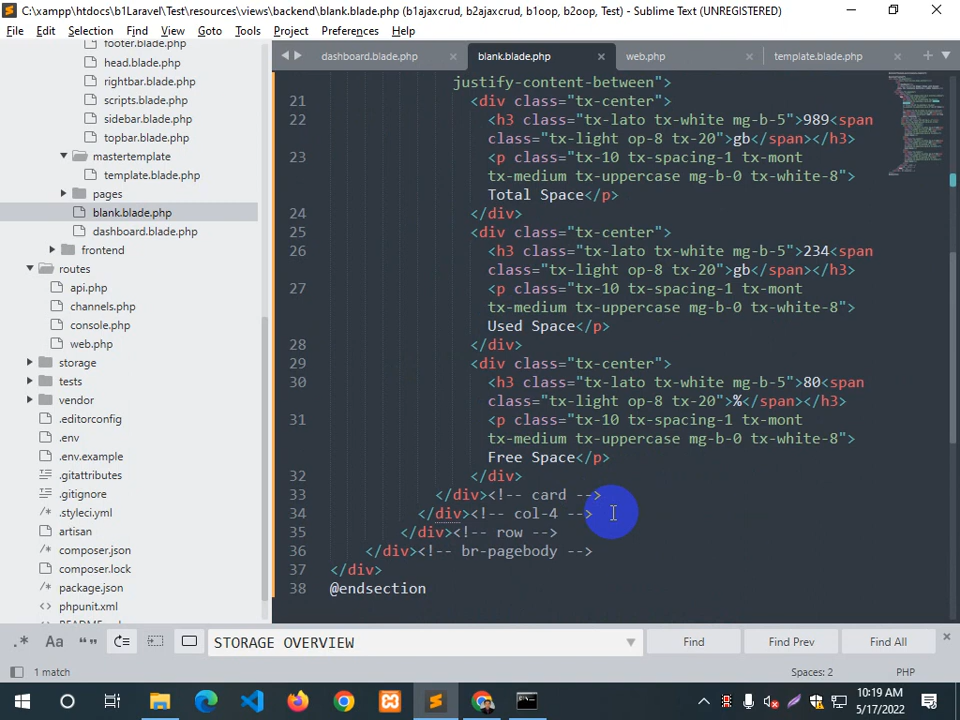 C:\xampp\htdocs\b1Laravel\Test\resources\views\backend\blank.blade.php (b1ajaxcrud, b2ajaxcrud, b1oop, b2oop, Test) - Sublime Text (UNREGISTERED)
File Edit Selection Find View Goto Tools Project Preferences Help
footer.blade.php
head.blade.php
rightbar.blade.php
scripts.blade.php
sidebar.blade.php
topbar.blade.php
mastertemplate
template.blade.php
pages
blank.blade.php
dashboard.blade.php
frontend
routes
api.php
channels.php
console.php
web.php
storage
tests
vendor
.editorconfig
.env
.env.example
.gitattributes
.gitignore
.styleci.yml
artisan
composer.json
composer.lock
package.json
phpunit.xml
README.md
dashboard.blade.php blank.blade.php web.php template.blade.php
justify-content-between">
21 <div class="tx-center">
22 <h3 class="tx-lato tx-white mg-b-5">989<span
class="tx-light op-8 tx-20">gb</span></h3>
23 <p class="tx-10 tx-spacing-1 tx-mont
tx-medium tx-uppercase mg-b-0 tx-white-8">
Total Space</p>
24 </div>
25 <div class="tx-center">
26 <h3 class="tx-lato tx-white mg-b-5">234<span
class="tx-light op-8 tx-20">gb</span></h3>
27 <p class="tx-10 tx-spacing-1 tx-mont
tx-medium tx-uppercase mg-b-0 tx-white-8">
Used Space</p>
28 </div>
29 <div class="tx-center">
30 <h3 class="tx-lato tx-white mg-b-5">80<span
class="tx-light op-8 tx-20">%</span></h3>
31 <p class="tx-10 tx-spacing-1 tx-mont
tx-medium tx-uppercase mg-b-0 tx-white-8">
Free Space</p>
32 </div>
33 </div><!-- card -->
34 </div><!-- col-4 -->
35 </div><!-- row -->
36 </div><!-- br-pagebody -->
37 </div>
38 @endsection
.* Aa “” STORAGE OVERVIEW Find Find Prev Find All
1 match Spaces: 2 PHP
10:19 AM
5/17/2022